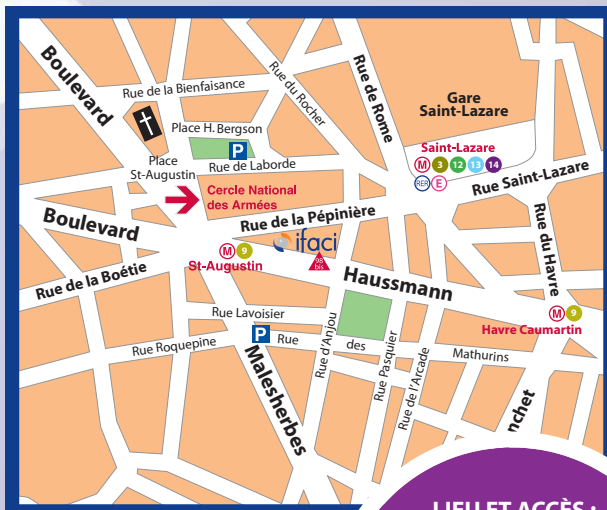 Boulevard
Rue de la Bienfaisance
Rue du Rocher
Rue de Rome
Gare
Saint-Lazare
Place H. Bergson
P
Saint-Lazare
M 3 12 13 14
RER E
Place
St-Augustin
Rue de Laborde
Rue Saint-Lazare
Cercle National
des Armées
Boulevard
Rue de la Pépinière
Rue du Havre
ifaci
98
bis
M 9
St-Augustin
Haussmann
Rue de la Boétie
M 9
Havre Caumartin
Rue Lavoisier
P
Rue des Mathurins
Rue Roquepine
Malesherbes
Rue d'Anjou
Rue Pasquier
Rue de l'Arcade
nchet
LIEU ET ACCÈS :